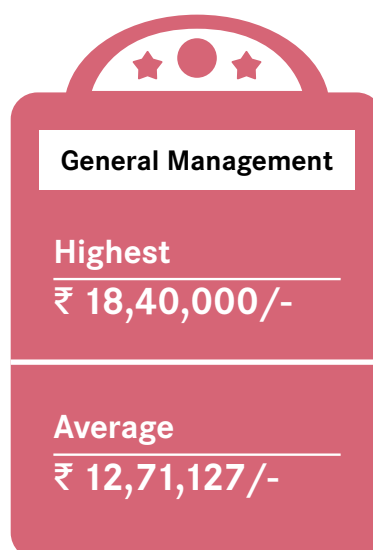 General Management
Highest
₹ 18,40,000/-
Average
₹ 12,71,127/-